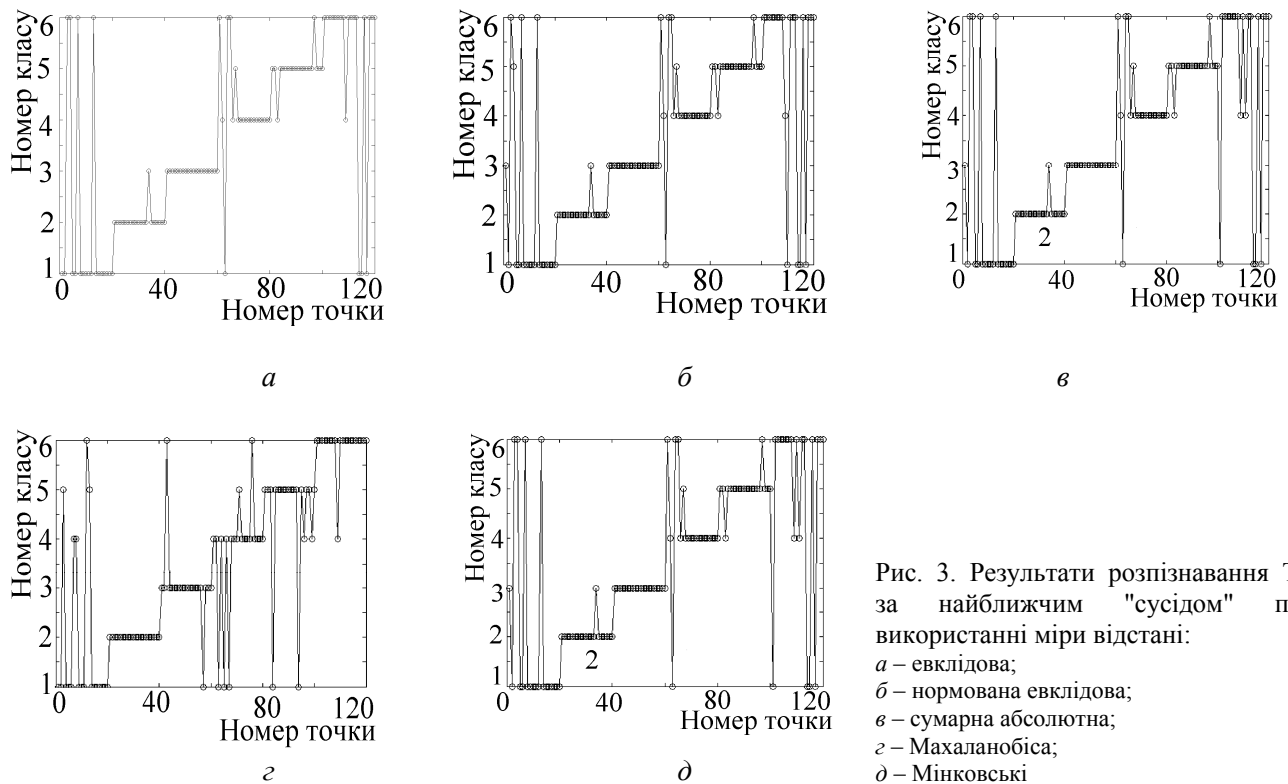 Номер класу
6
5
4
3
2
1
0 40 80 120
Номер точки
а
Номер класу
6
5
4
3
2
1
0 40 80 120
Номер точки
б
Номер класу
6
5
4
3
2
1
2
0 40 80 120
Номер точки
в
Номер класу
6
5
4
3
2
1
0 40 80 120
Номер точки
г
Номер класу
6
5
4
3
2
1
2
0 40 80 120
Номер точки
д
Рис. 3. Результати розпізнавання
за найближчим "сусідом"
використанні міри відстані:
а – евклідова;
б – нормована евклідова;
в – сумарна абсолютна;
г – Махаланобіса;
д – Мінковські